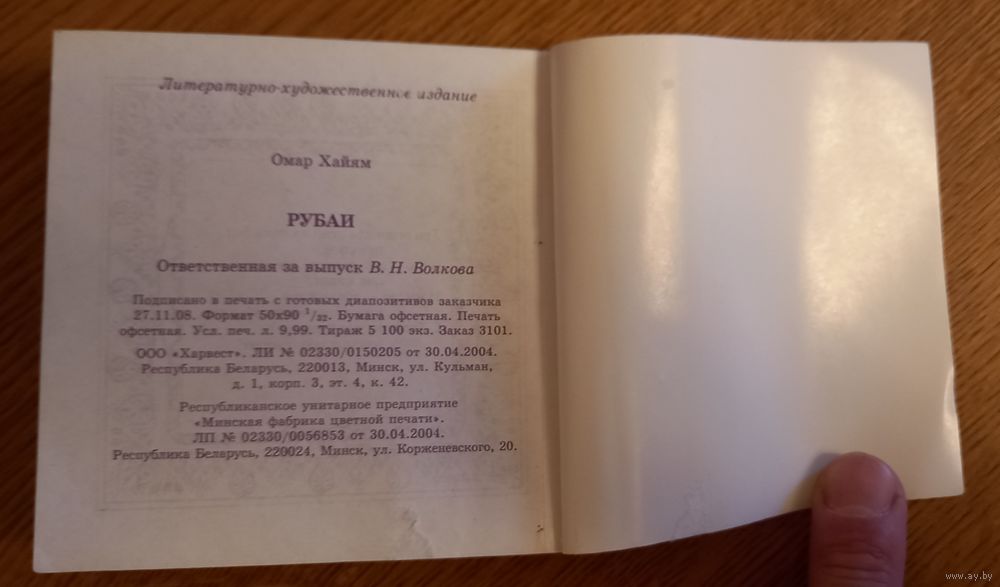 Литературно-художественное издание
Омар Хайям
РУБАИ
Ответственная за выпуск В. Н. Волкова
Подписано в печать с готовых диапозитивов заказчика
27.11.08. Формат 50х90 1/32. Бумага офсетная. Печать
офсетная. Усл. печ. л. 9,99. Тираж 5 100 экз. Заказ 3101.
ООО «Харвест». ЛИ № 02330/0150205 от 30.04.2004.
Республика Беларусь, 220013, Минск, ул. Кульман,
д. 1, корп. 3, эт. 4, к. 42.
Республиканское унитарное предприятие
«Минская фабрика цветной печати».
ЛП № 02330/0056853 от 30.04.2004.
Республика Беларусь, 220024, Минск, ул. Корженевского, 20.
www.ay.by